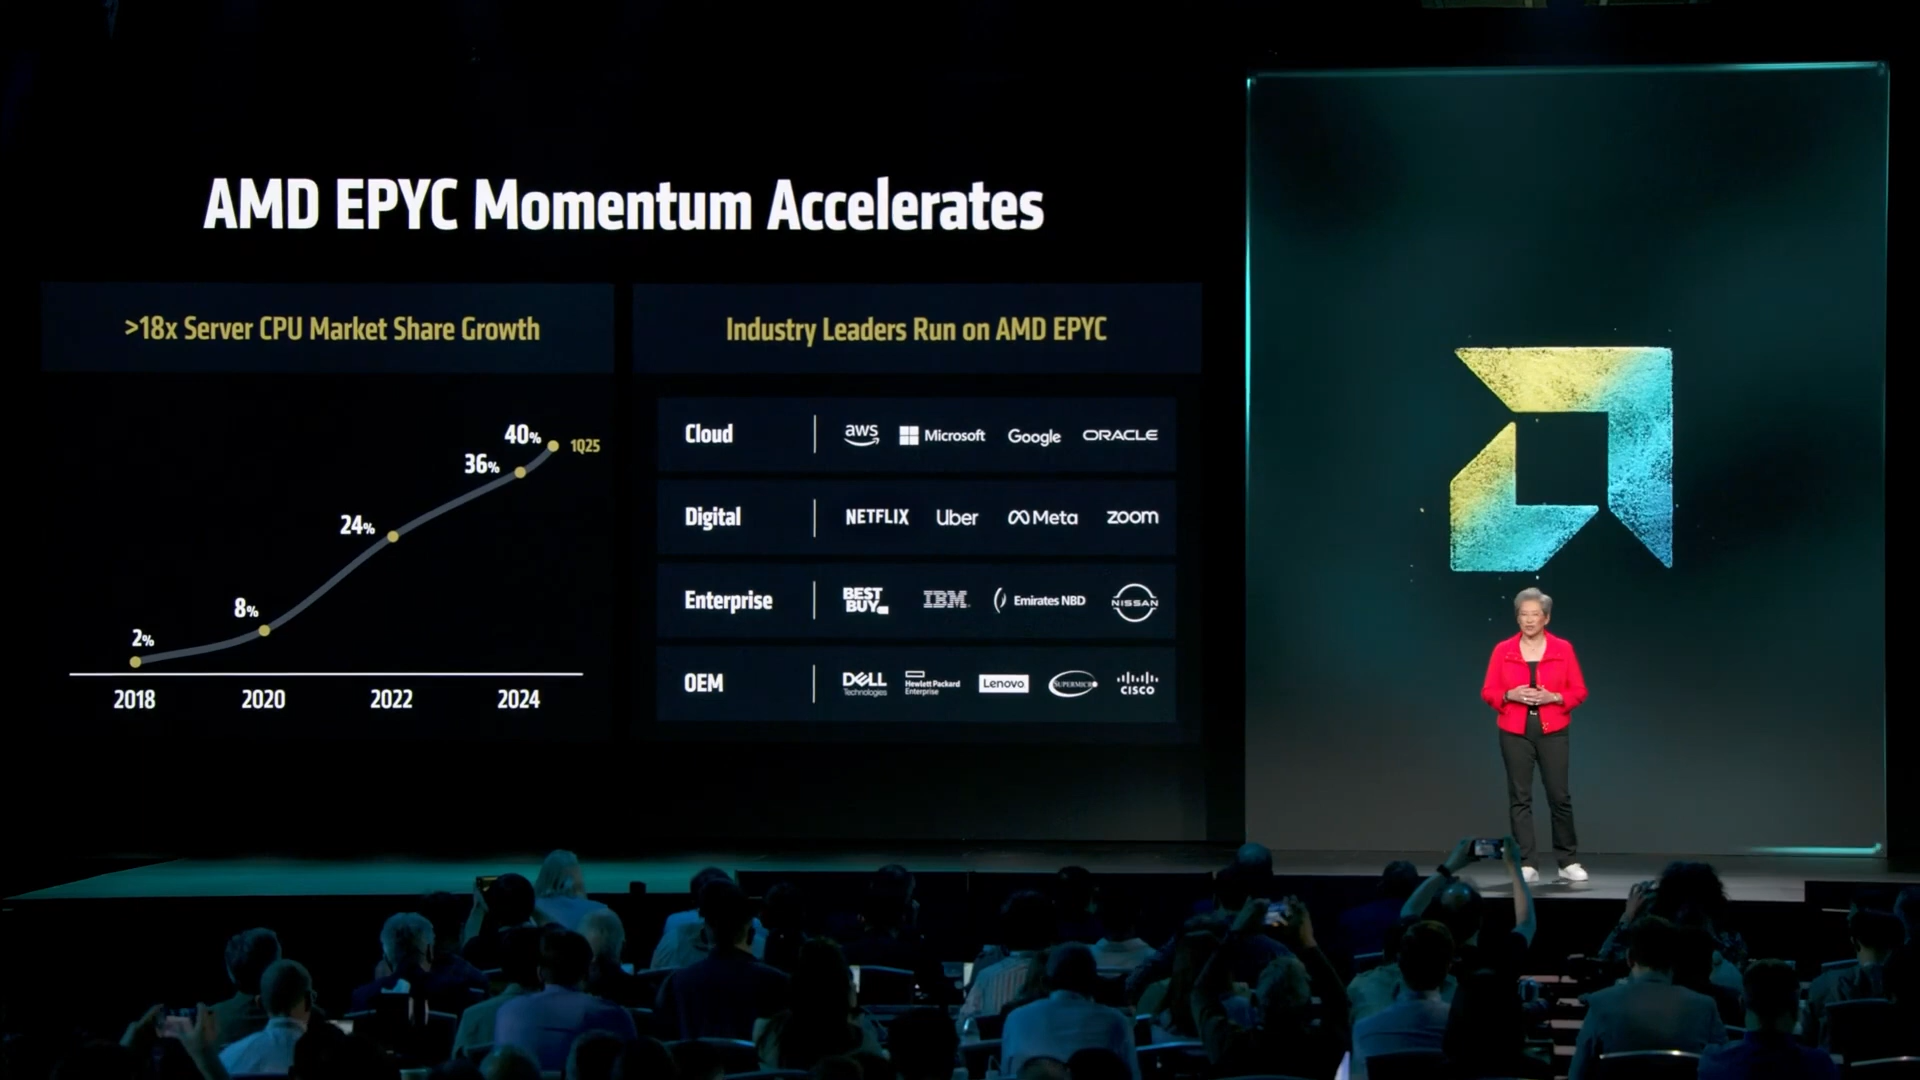 AMD EPYC Momentum Accelerates
>18x Server CPU Market Share Growth
40%
1Q25
36%
24%
8%
2%
2018 2020 2022 2024
Industry Leaders Run on AMD EPYC
Cloud aws Microsoft Google ORACLE
Digital NETFLIX Uber Meta zoom
Enterprise BEST BUY IBM Emirates NBD NISSAN
OEM DELL Technologies Hewlett Packard Enterprise Lenovo SUPERMICRO CISCO